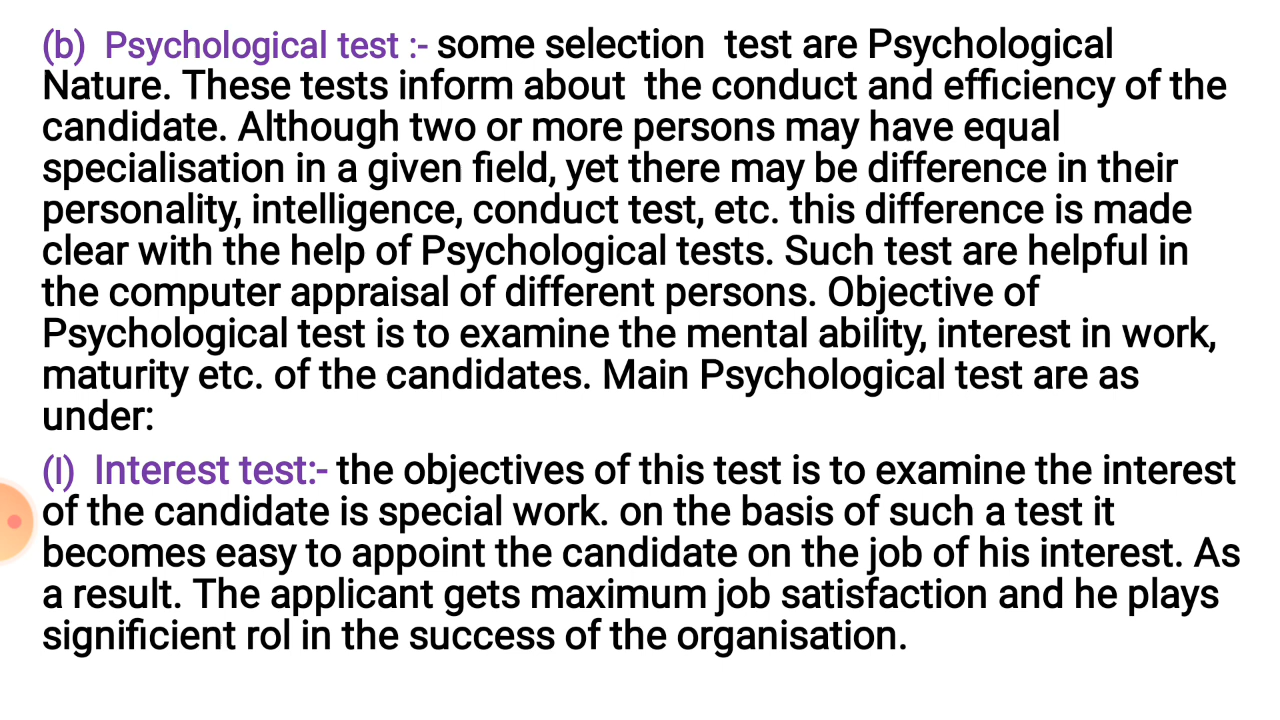 (b) Psychological test :- some selection test are Psychological
Nature. These tests inform about the conduct and efficiency of the
candidate. Although two or more persons may have equal
specialisation in a given field, yet there may be difference in their
personality, intelligence, conduct test, etc. this difference is made
clear with the help of Psychological tests. Such test are helpful in
the computer appraisal of different persons. Objective of
Psychological test is to examine the mental ability, interest in work,
maturity etc. of the candidates. Main Psychological test are as
under:
(I) Interest test:- the objectives of this test is to examine the interest
of the candidate is special work. on the basis of such a test it
becomes easy to appoint the candidate on the job of his interest. As
a result. The applicant gets maximum job satisfaction and he plays
significient rol in the success of the organisation.